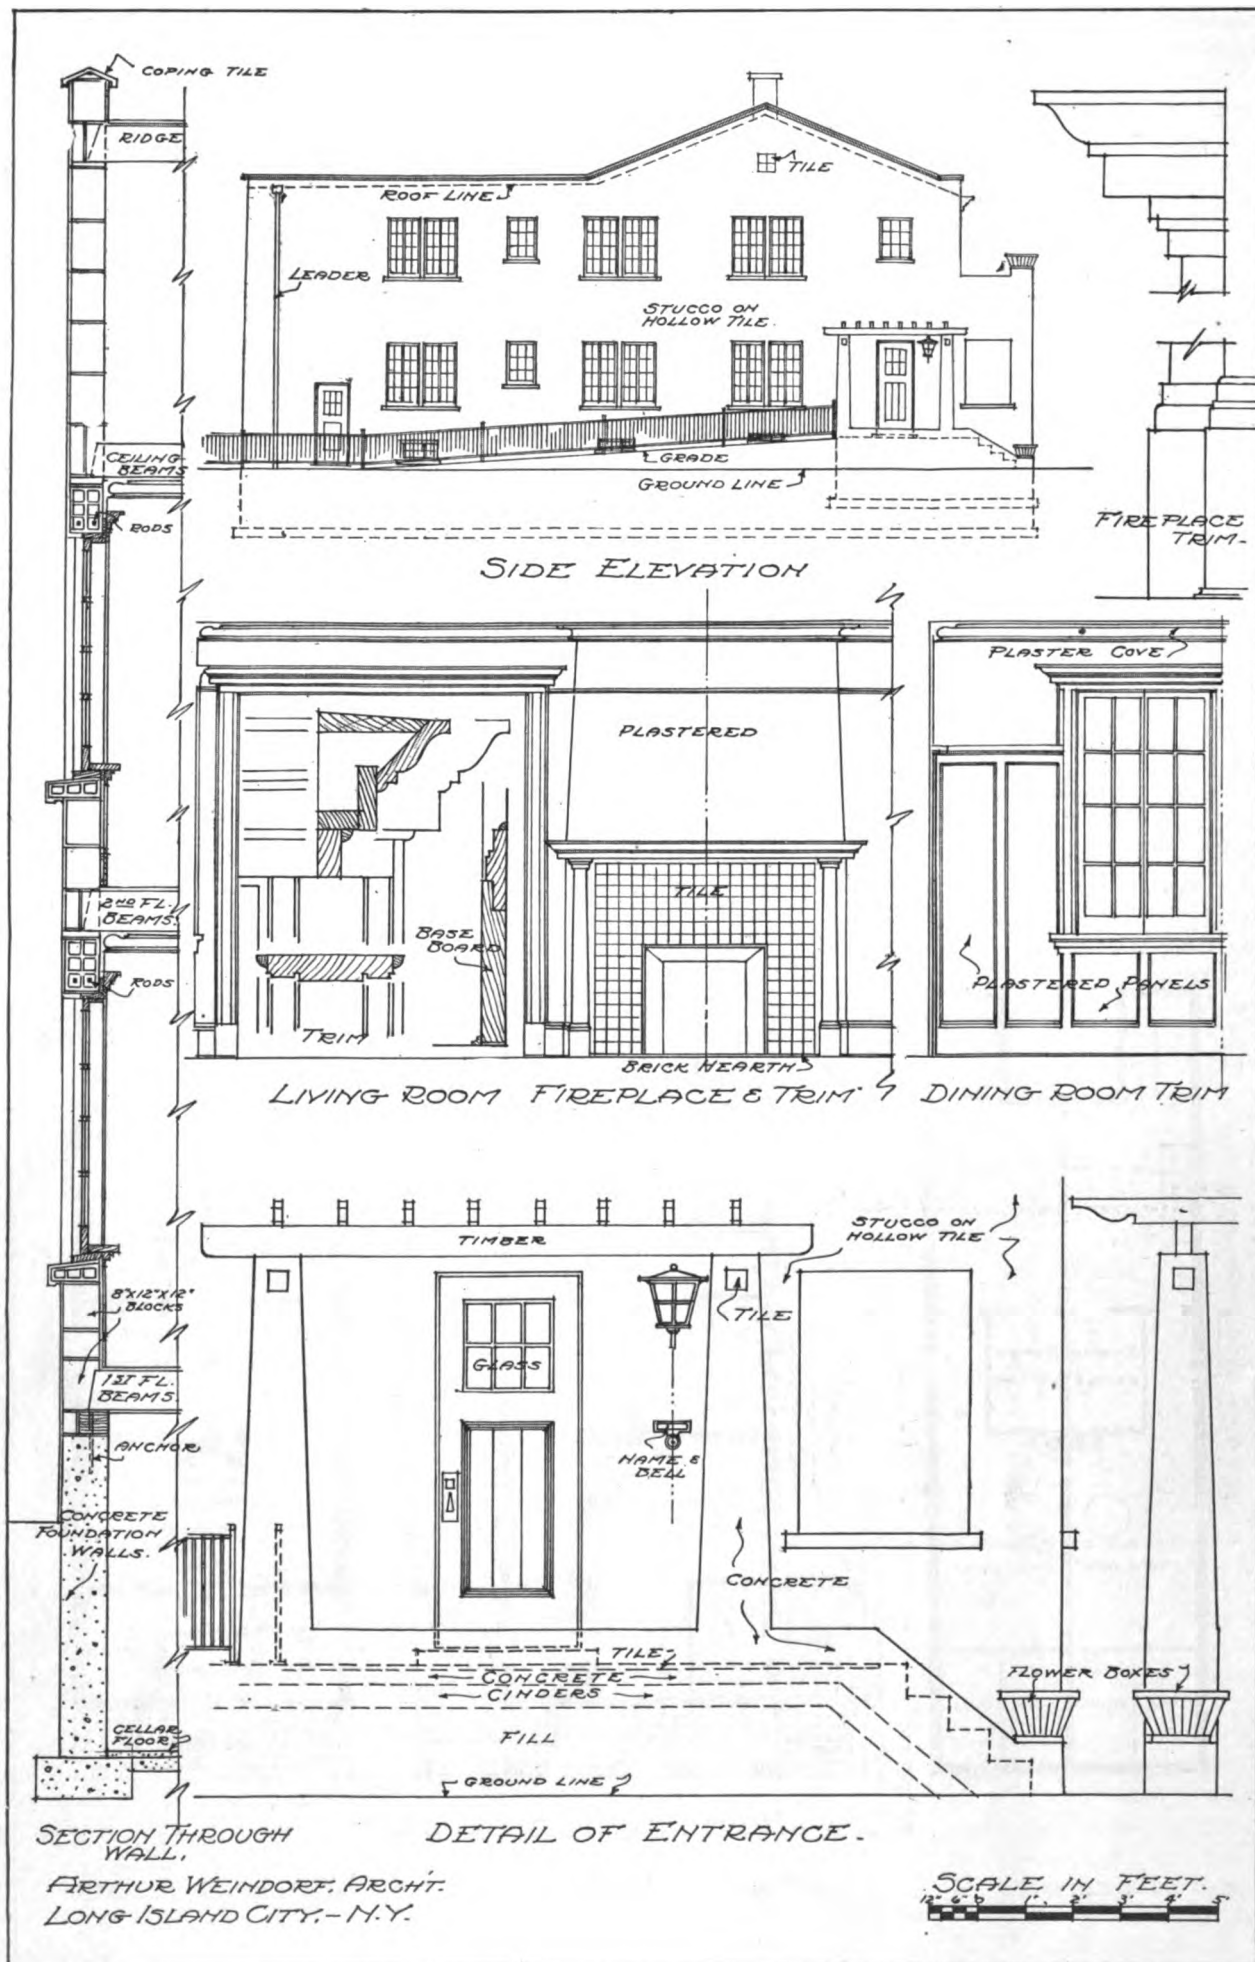 COPING TILE
RIDGE
ROOF LINE
TILE
LEADER
STUCCO ON
HOLLOW TILE.
CEILING
BEAMS
GRADE
GROUND LINE
RODS
FIREPLACE
TRIM-
SIDE ELEVATION
PLASTER COVE
PLASTERED
TILE
2ND FL.
BEAMS
BASE
BOARD
RODS
PLASTERED PANELS
TRIM
BRICK HEARTH
LIVING ROOM FIREPLACE & TRIM
DINING ROOM TRIM
TIMBER
STUCCO ON
HOLLOW TILE
8"X12"X12"
BLOCKS
TILE
GLASS
1ST FL.
BEAMS.
ANCHOR
NAME &
BELL
CONCRETE
FOUNDATION
WALLS.
CONCRETE
TILE
CONCRETE
CINDERS
FLOWER BOXES
CELLAR
FLOOR
FILL
GROUND LINE
SECTION THROUGH
WALL.
DETAIL OF ENTRANCE.
ARTHUR WEINDORF. ARCH'T.
LONG ISLAND CITY.- N.Y.
SCALE IN FEET.
12" 6" 0 1' 2' 3' 4' 5'